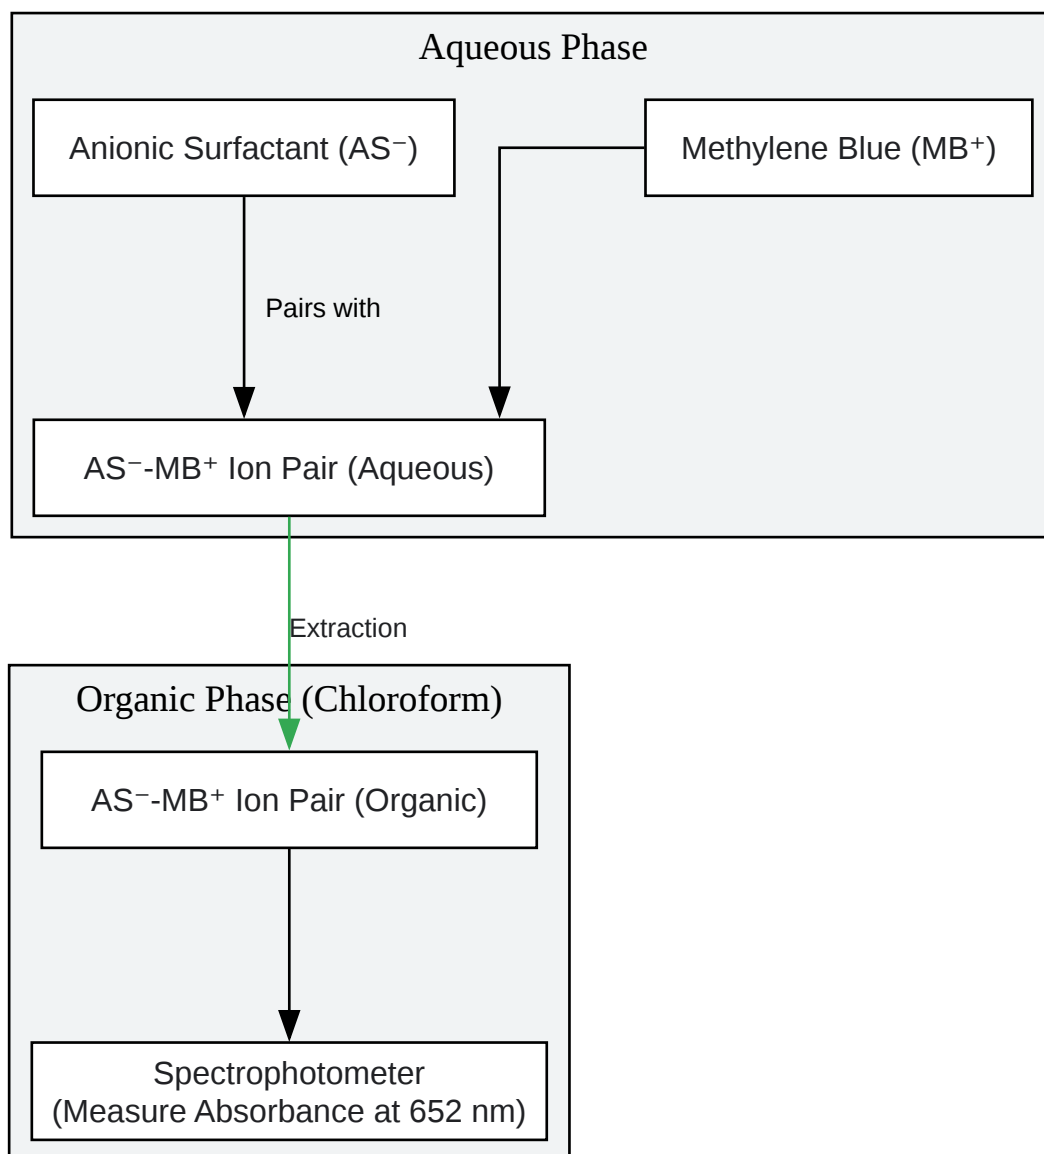 Aqueous Phase
Anionic Surfactant (AS⁻)
Methylene Blue (MB⁺)
Pairs with
AS⁻-MB⁺ Ion Pair (Aqueous)
Extraction
Organic Phase (Chloroform)
AS⁻-MB⁺ Ion Pair (Organic)
Spectrophotometer
(Measure Absorbance at 652 nm)